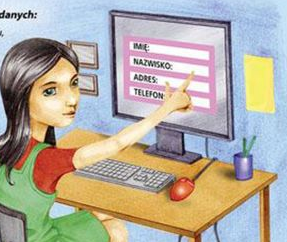 danych:
IMIĘ:
NAZWISKO:
ADRES:
TELEFON: